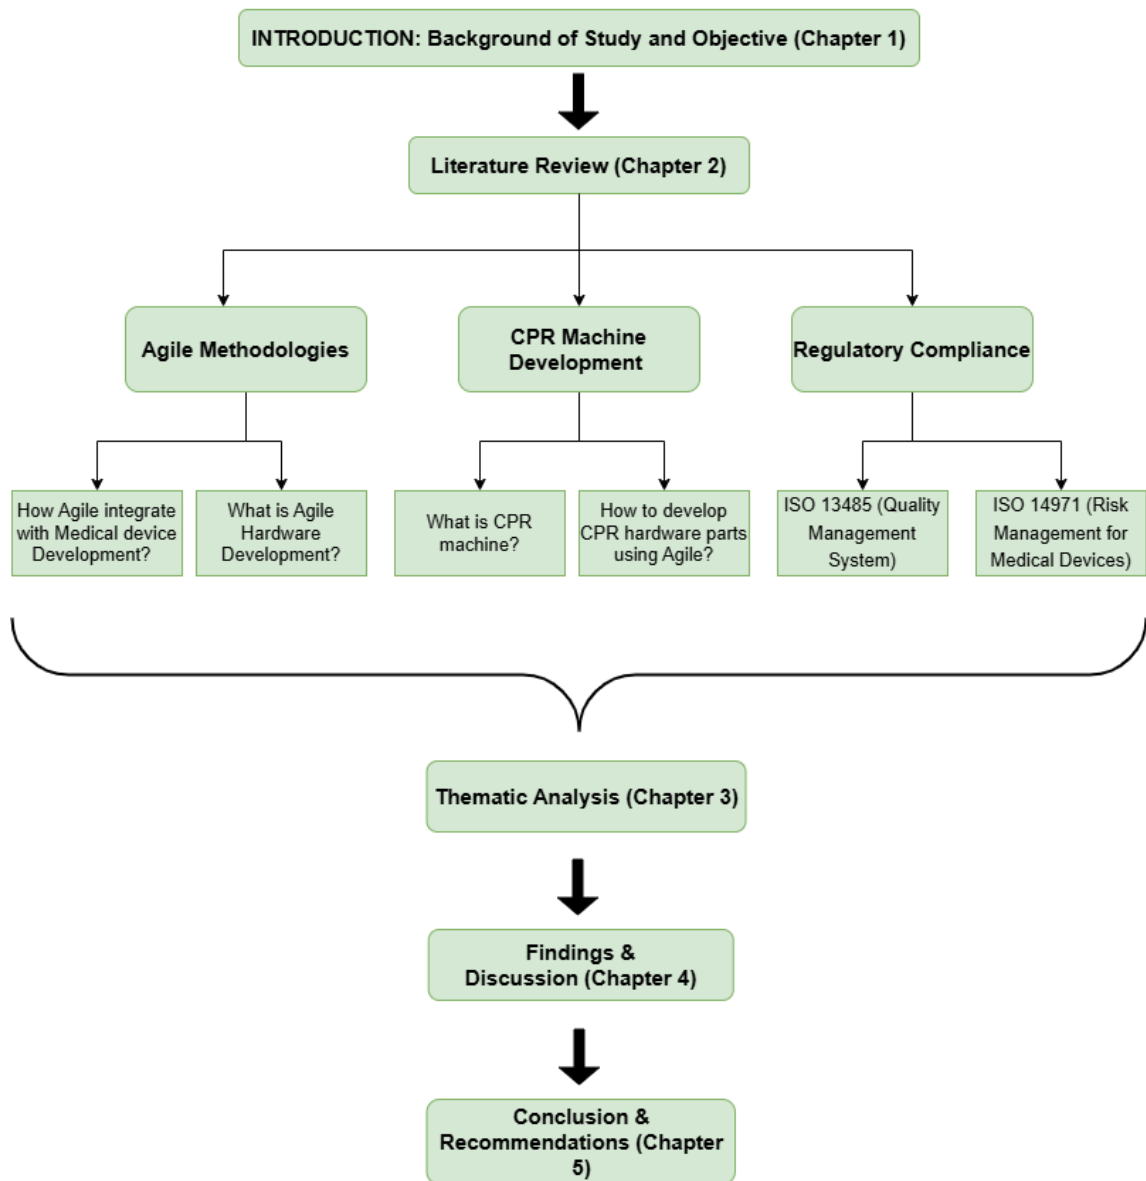 INTRODUCTION: Background of Study and Objective (Chapter 1)
Literature Review (Chapter 2)
Agile Methodologies
CPR Machine
Development
Regulatory Compliance
How Agile integrate
with Medical device
Development?
What is Agile
Hardware
Development?
What is CPR
machine?
How to develop
CPR hardware parts
using Agile?
ISO 13485 (Quality
Management
System)
ISO 14971 (Risk
Management for
Medical Devices)
Thematic Analysis (Chapter 3)
Findings &
Discussion (Chapter 4)
Conclusion &
Recommendations (Chapter
5)